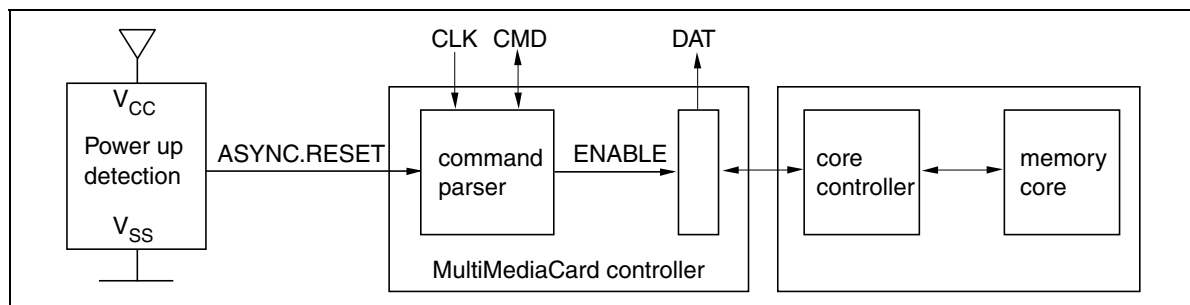 CLK CMD DAT
V_CC
Power up
detection
V_SS
ASYNC.RESET
command
parser
ENABLE
core
controller
memory
core
MultiMediaCard controller